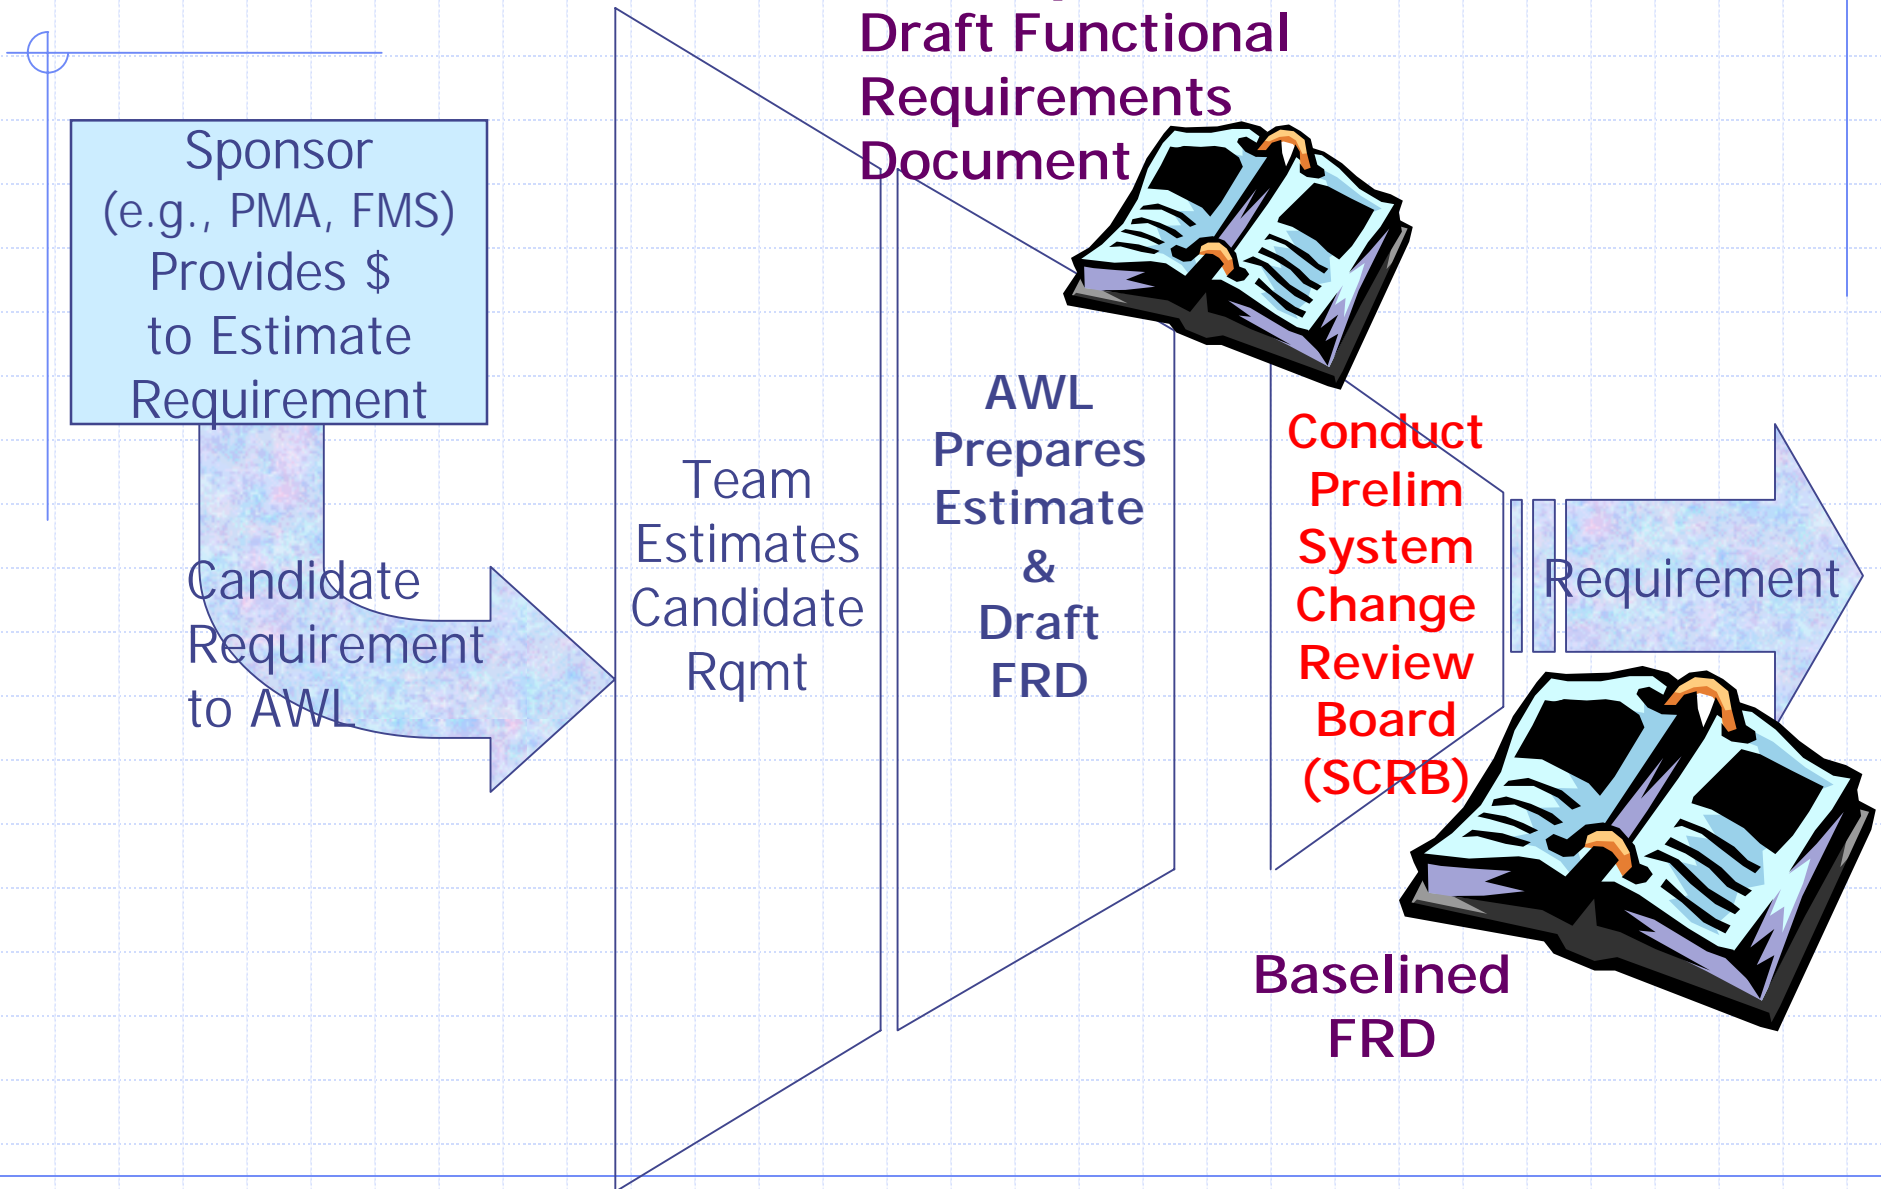 Draft Functional
Requirements
Document
Sponsor
(e.g., PMA, FMS)
Provides $
to Estimate
Requirement
Candidate
Requirement
to AWL
Team
Estimates
Candidate
Rqmt
AWL
Prepares
Estimate
&
Draft
FRD
Conduct
Prelim
System
Change
Review
Board
(SCRB)
Requirement
Baselined
FRD